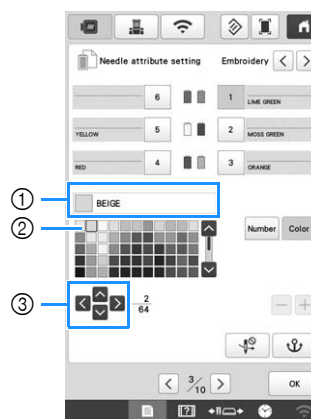 Needle attribute setting Embroidery
6 1 LIME GREEN
YELLOW 5 2 MOSS GREEN
RED 4 3 ORANGE
① BEIGE
② Number Color
③ 2/64
3/10 OK